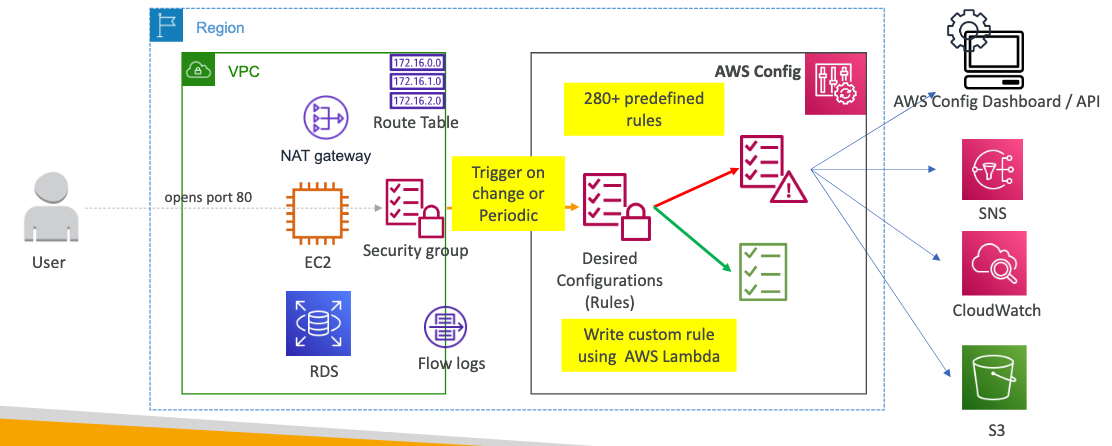 Region
VPC
172.16.0.0
172.16.1.0
172.16.2.0
Route Table
NAT gateway
opens port 80
User
EC2
Security group
RDS
Flow logs
Trigger on
change or
Periodic
AWS Config
280+ predefined
rules
Desired
Configurations
(Rules)
Write custom rule
using AWS Lambda
AWS Config Dashboard / API
SNS
CloudWatch
S3